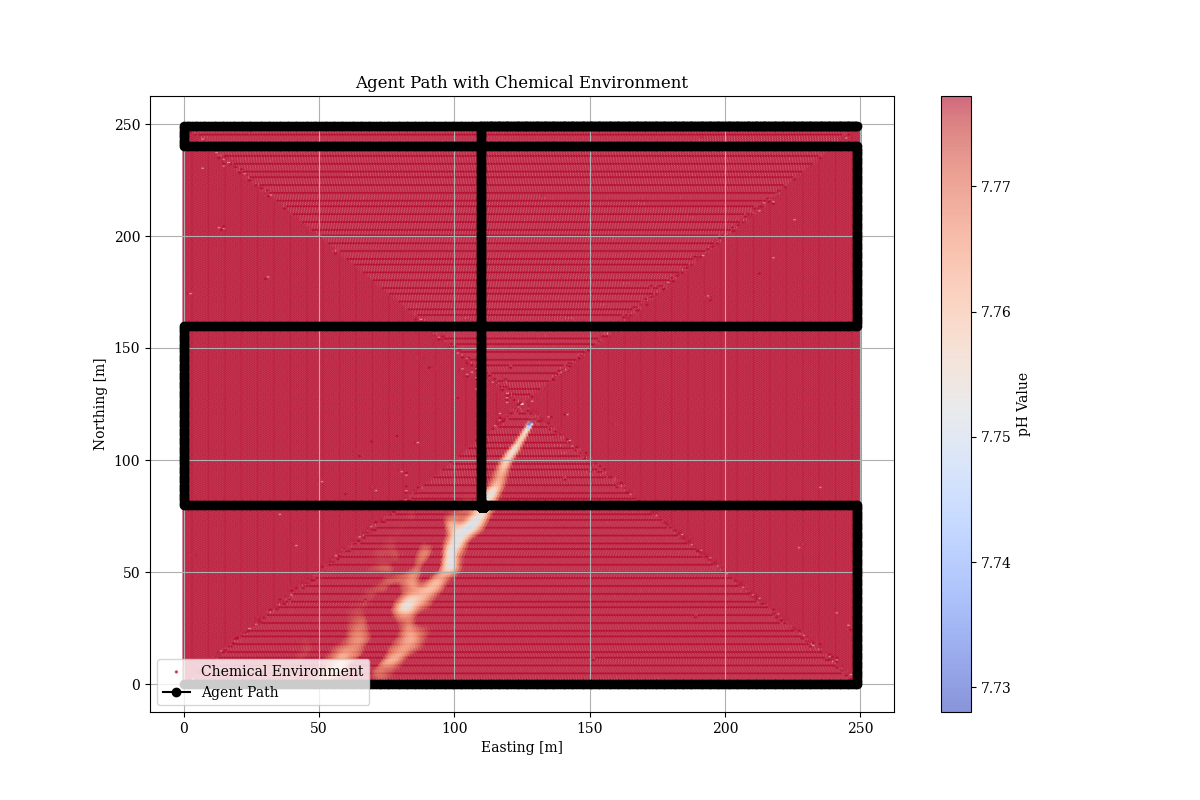 Agent Path with Chemical Environment
250
200
150
100
50
0
Northing [m]
Chemical Environment
Agent Path
0
50
100
150
200
250
Easting [m]
7.77
7.76
7.75
7.74
7.73
pH Value